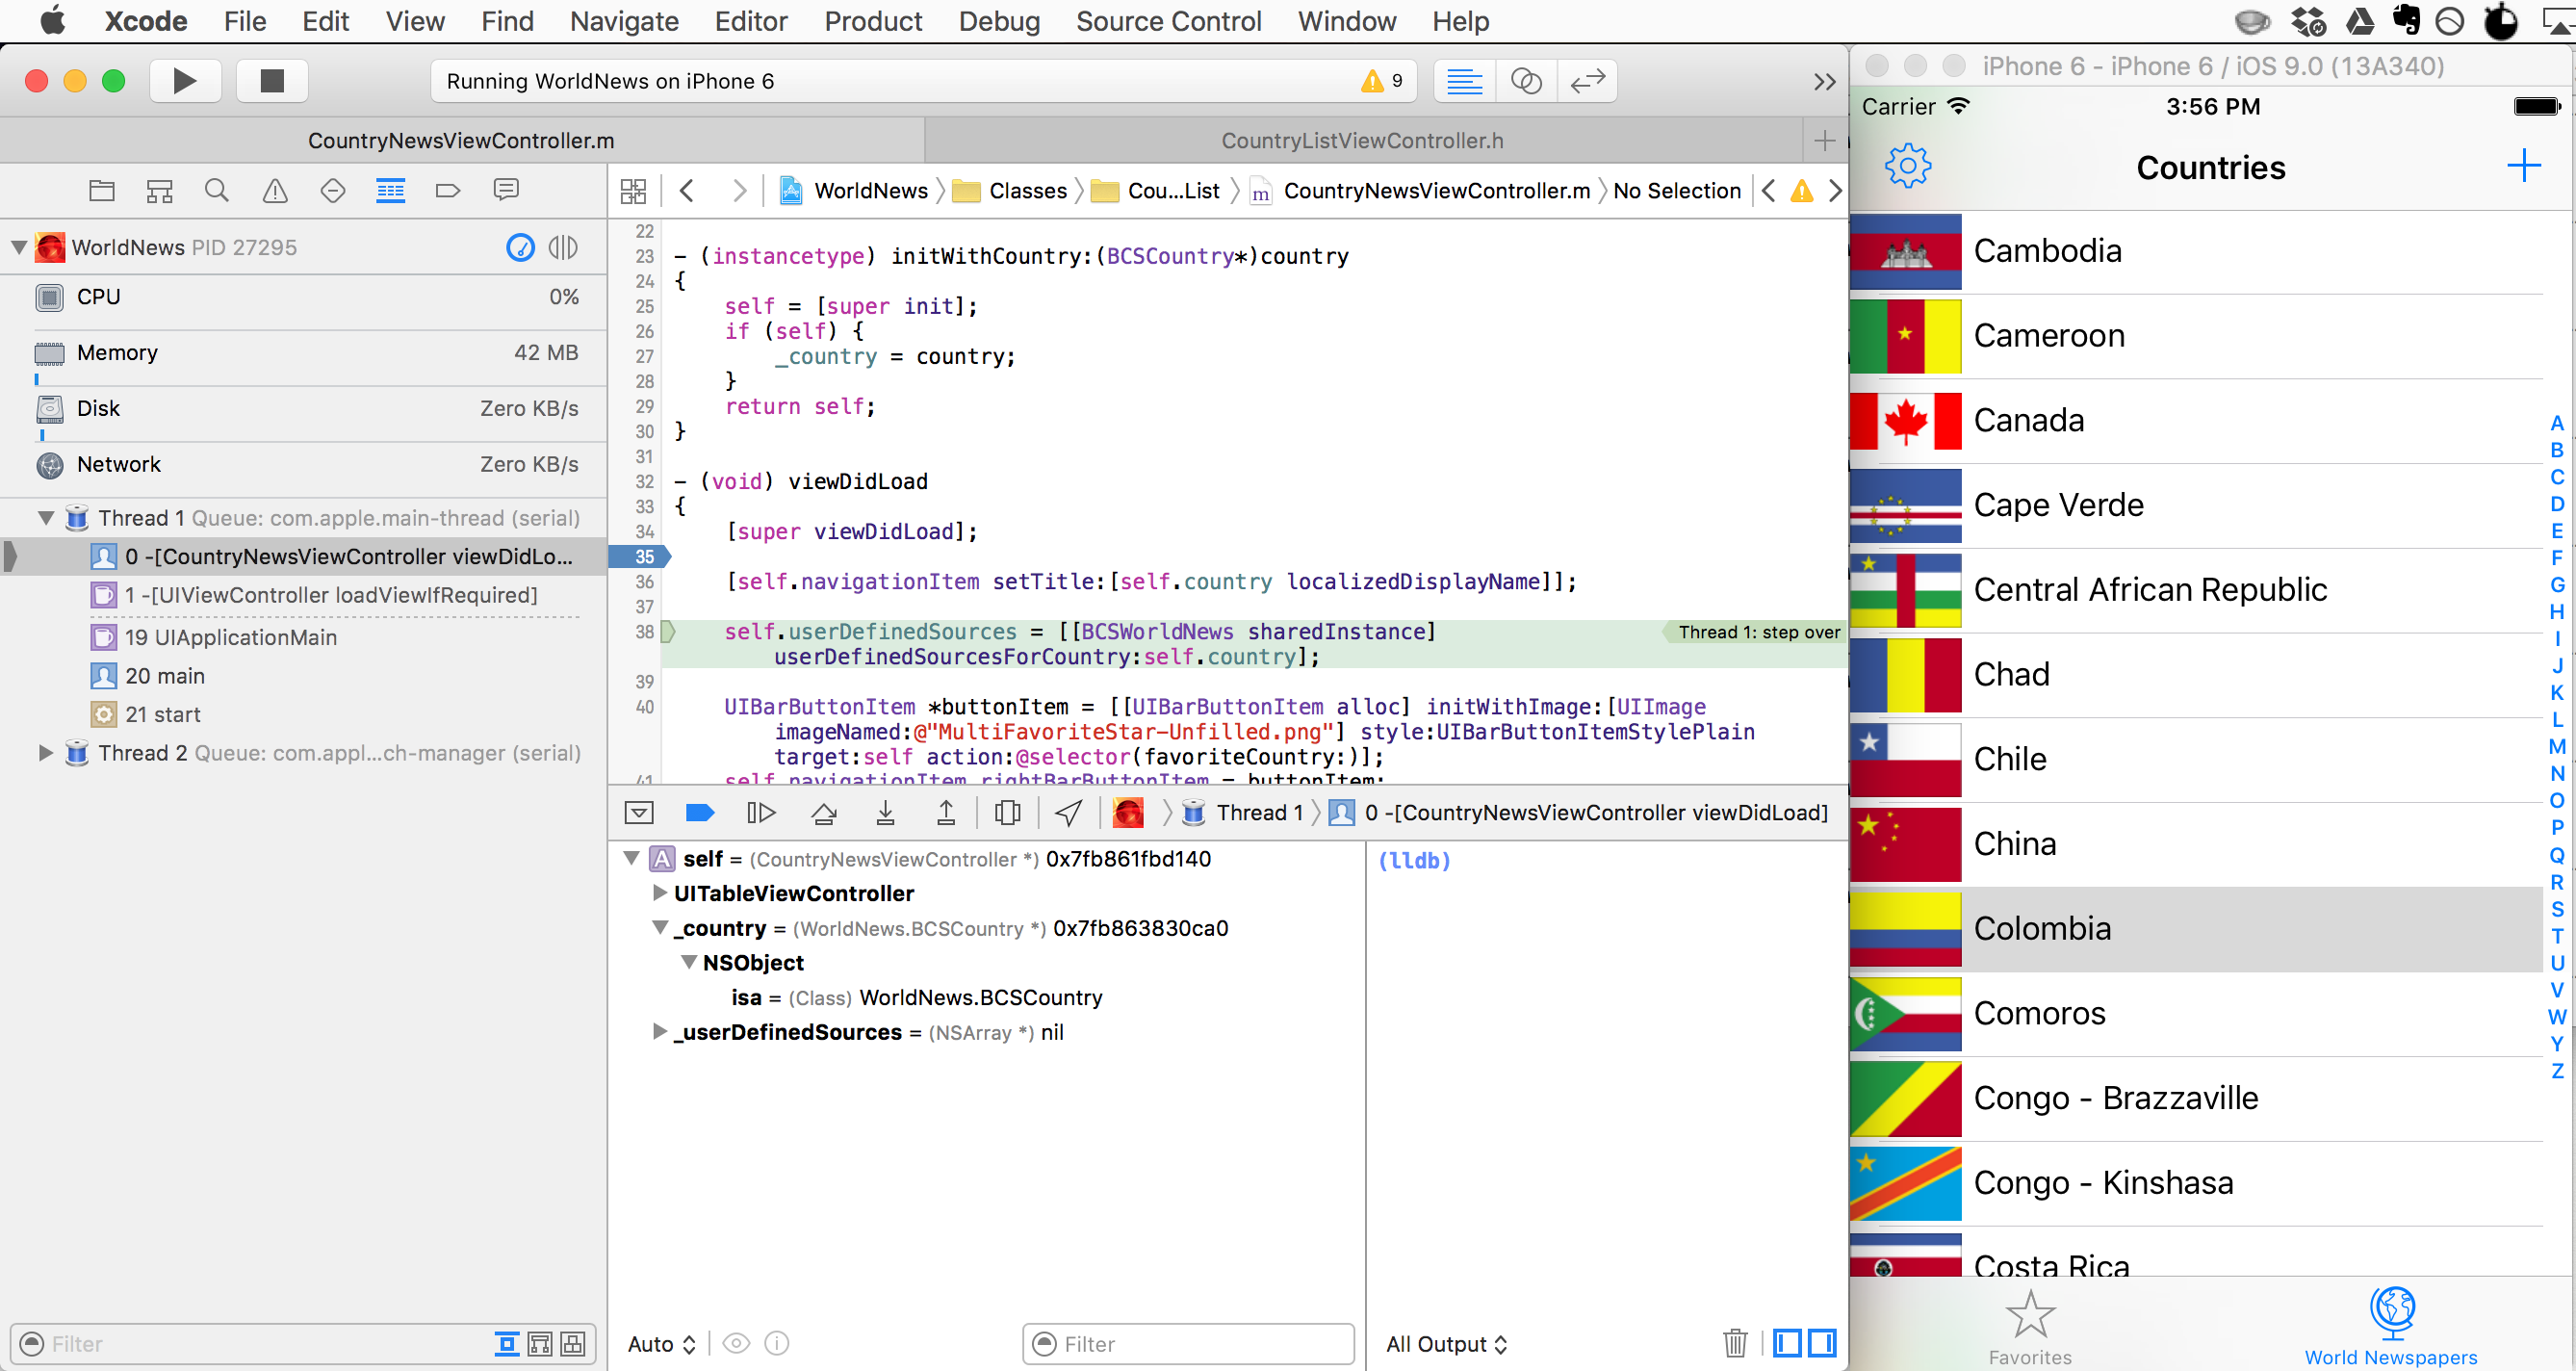 Xcode File Edit View Find Navigate Editor Product Debug Source Control Window Help
Running WorldNews on iPhone 6 9
CountryNewsViewController.m CountryListViewController.h
WorldNews Classes Cou...List m CountryNewsViewController.m No Selection
WorldNews PID 27295
CPU 0%
Memory 42 MB
Disk Zero KB/s
Network Zero KB/s
Thread 1 Queue: com.apple.main-thread (serial)
0 -[CountryNewsViewController viewDidLo...
1 -[UIViewController loadViewIfRequired]
19 UIApplicationMain
20 main
21 start
Thread 2 Queue: com.appl...ch-manager (serial)
Filter
22
23 - (instancetype) initWithCountry:(BCSCountry*)country
24 {
25 self = [super init];
26 if (self) {
27 _country = country;
28 }
29 return self;
30 }
31
32 - (void) viewDidLoad
33 {
34 [super viewDidLoad];
35
36 [self.navigationItem setTitle:[self.country localizedDisplayName]];
37
38 self.userDefinedSources = [[BCSWorldNews sharedInstance] Thread 1: step over
userDefinedSourcesForCountry:self.country];
39
40 UIBarButtonItem *buttonItem = [[UIBarButtonItem alloc] initWithImage:[UIImage
imageNamed:@"MultiFavoriteStar-Unfilled.png"] style:UIBarButtonItemStylePlain
target:self action:@selector(favoriteCountry:)];
41 self.navigationItem.rightBarButtonItem = buttonItem;
Thread 1 0 -[CountryNewsViewController viewDidLoad]
A self = (CountryNewsViewController *) 0x7fb861fbd140
UITableViewController
_country = (WorldNews.BCSCountry *) 0x7fb863830ca0
NSObject
isa = (Class) WorldNews.BCSCountry
_userDefinedSources = (NSArray *) nil
Auto Filter
(lldb)
All Output
iPhone 6 - iPhone 6 / iOS 9.0 (13A340)
Carrier 3:56 PM
Countries
Cambodia
Cameroon
Canada
Cape Verde
Central African Republic
Chad
Chile
China
Colombia
Comoros
Congo - Brazzaville
Congo - Kinshasa
Costa Rica
A
B
C
D
E
F
G
H
I
J
K
L
M
N
O
P
Q
R
S
T
U
V
W
Y
Z
Favorites World Newspapers